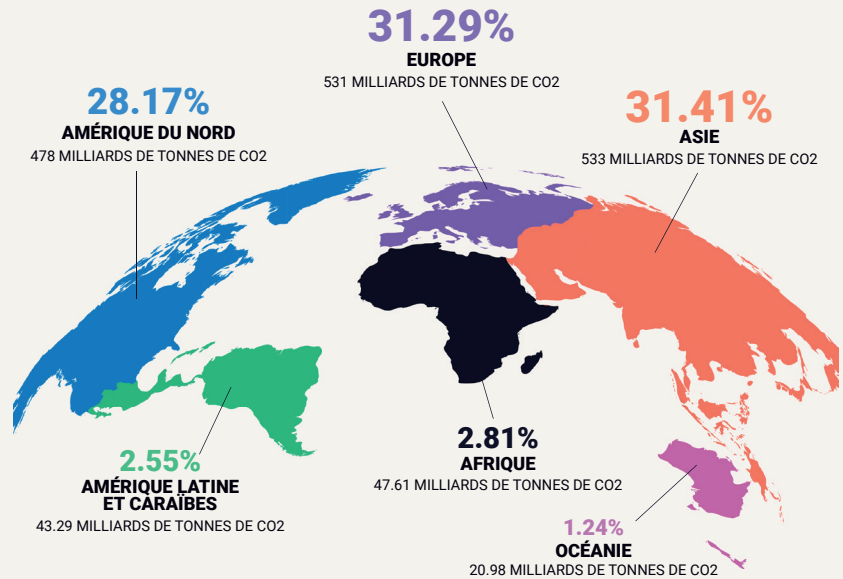 31.29%
EUROPE
531 MILLIARDS DE TONNES DE CO2
28.17%
AMÉRIQUE DU NORD
478 MILLIARDS DE TONNES DE CO2
31.41%
ASIE
533 MILLIARDS DE TONNES DE CO2
2.55%
AMÉRIQUE LATINE
ET CARAÏBES
43.29 MILLIARDS DE TONNES DE CO2
2.81%
AFRIQUE
47.61 MILLIARDS DE TONNES DE CO2
1.24%
OCÉANIE
20.98 MILLIARDS DE TONNES DE CO2